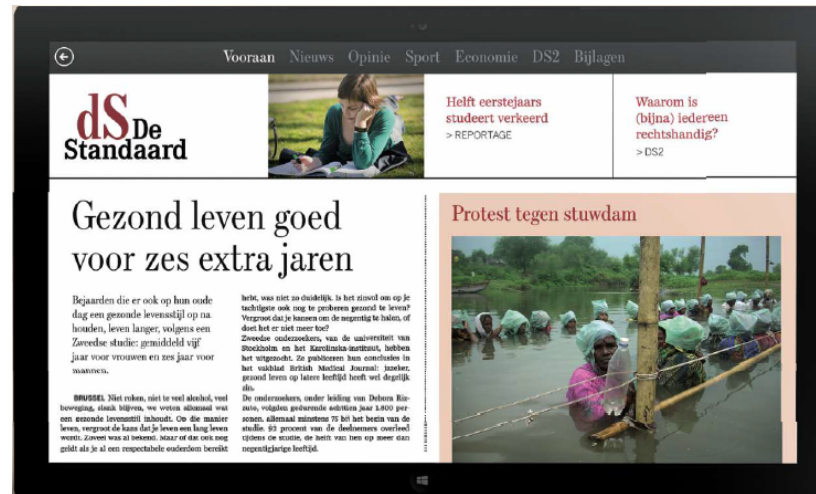 Vooraan Nieuws Opinie Sport Economie DS2 Bijlagen
dS De
Standaard
Helft eerstejaars
studeert verkeerd
> REPORTAGE
Waarom is
(bijna) iedereen
rechtshandig?
> DS2
Gezond leven goed
voor zes extra jaren
Bejaarden die er ook op hun oude
dag een gezonde levensstijl op na
houden, leven langer, volgens een
Zweedse studie: gemiddeld vijf
jaar voor vrouwen en zes jaar voor
mannen.
BRUSSEL Niet roken, niet te veel alcohol, veel
beweging, slank blijven, we weten allemaal wat
een gezonde levensstijl inhoudt. Op die manier
leven, vergroot de kans dat je leven een lang leven
wordt. Zoveel was al bekend. Maar of dat ook nog
geldt als je al een respectabele ouderdom bereikt
hebt, was niet zo duidelijk. Is het zinvol om op je
tachtigste ook nog te proberen gezond te leven?
Vergroot dat je kansen om de negentig te halen, of
doet het er niet meer toe?
Zweedse onderzoekers, van de universiteit van
Stockholm en het Karolinska-instituut, hebben
het uitgezocht. Ze publiceren hun conclusies in
het vakblad British Medical Journal: jazeker,
gezond leven op latere leeftijd heeft wel degelijk
zin.
De onderzoekers, onder leiding van Debora Riz-
zuto, volgden gedurende achttien jaar 1.800 per-
sonen, allemaal minstens 75 bij het begin van de
studie. 92 procent van de deelnemers overleed
tijdens de studie, de helft van hen op meer dan
negentigjarige leeftijd.
Protest tegen stuwdam